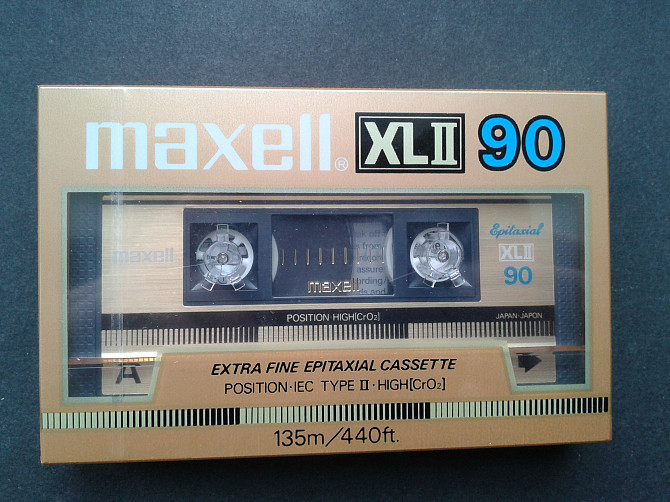 maxell® XLII 90
maxell
Epitaxial
XLII
90
maxell
assure
POSITION·HIGH[CrO2]
JAPAN·JAPON
A
EXTRA FINE EPITAXIAL CASSETTE
POSITION·IEC TYPE II·HIGH[CrO2]
135m/440ft.